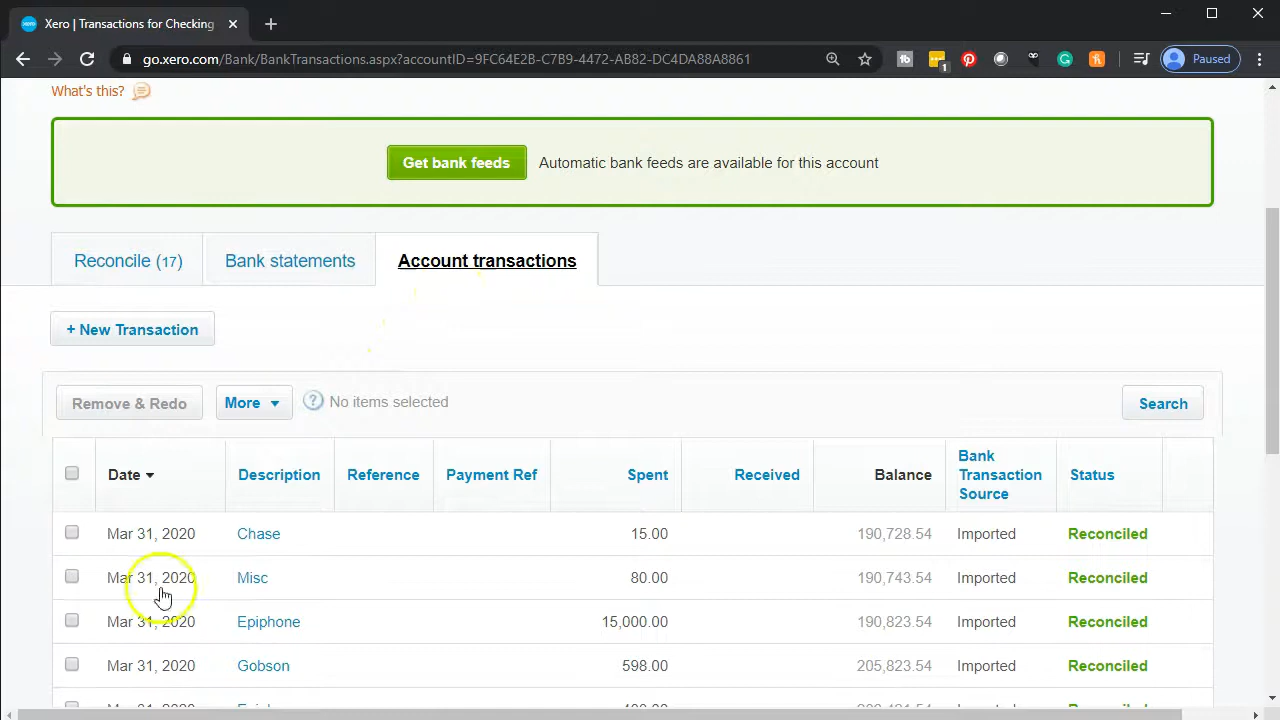 Xero | Transactions for Checking
go.xero.com/Bank/BankTransactions.aspx?accountID=9FC64E2B-C7B9-4472-AB82-DC4DA88A8861
1
Paused
What's this?
Get bank feeds Automatic bank feeds are available for this account
Reconcile (17) Bank statements Account transactions
+ New Transaction
Remove & Redo More ? No items selected Search
Date Description Reference Payment Ref Spent Received Balance Bank Transaction Source Status
Mar 31, 2020 Chase 15.00 190,728.54 Imported Reconciled
Mar 31, 2020 Misc 80.00 190,743.54 Imported Reconciled
Mar 31, 2020 Epiphone 15,000.00 190,823.54 Imported Reconciled
Mar 31, 2020 Gobson 598.00 205,823.54 Imported Reconciled